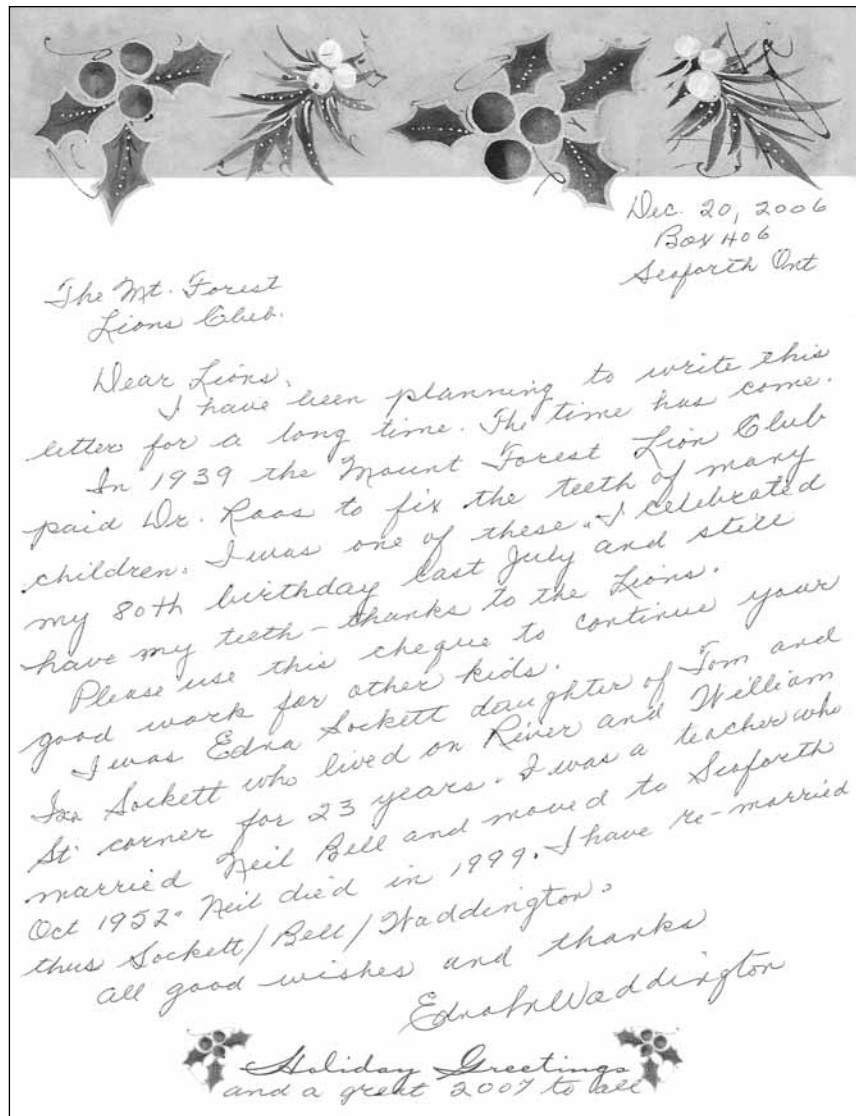 Dec. 20, 2006
Box 406
Seaforth Ont
The Mt. Forest
Lions Club.
Dear Lions,
I have been planning to write this
letter for a long time. The time has come.
In 1939 the Mount Forest Lion Club
paid Dr. Roos to fix the teeth of many
children. I was one of these. I celebrated
my 80th birthday last July and still
have my teeth - thanks to the Lions.
Please use this cheque to continue your
good work for other kids.
I was Edna Sockett daughter of Tom and
Sockett who lived on River and William
St. corner for 23 years. I was a teacher who
married Neil Bell and moved to Seaforth
Oct 1952. Neil died in 1999. I have re-married
thus Sockett/Bell/Waddington.
All good wishes and thanks
Edna Waddington
Holiday Greetings
and a great 2007 to all